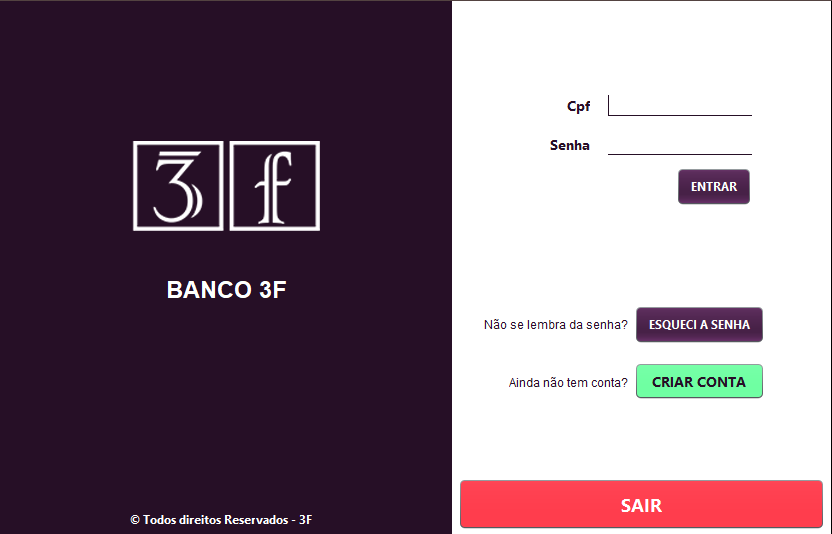 3 f
BANCO 3F
© Todos direitos Reservados - 3F
Cpf
Senha
ENTRAR
Não se lembra da senha? ESQUECI A SENHA
Ainda não tem conta? CRIAR CONTA
SAIR